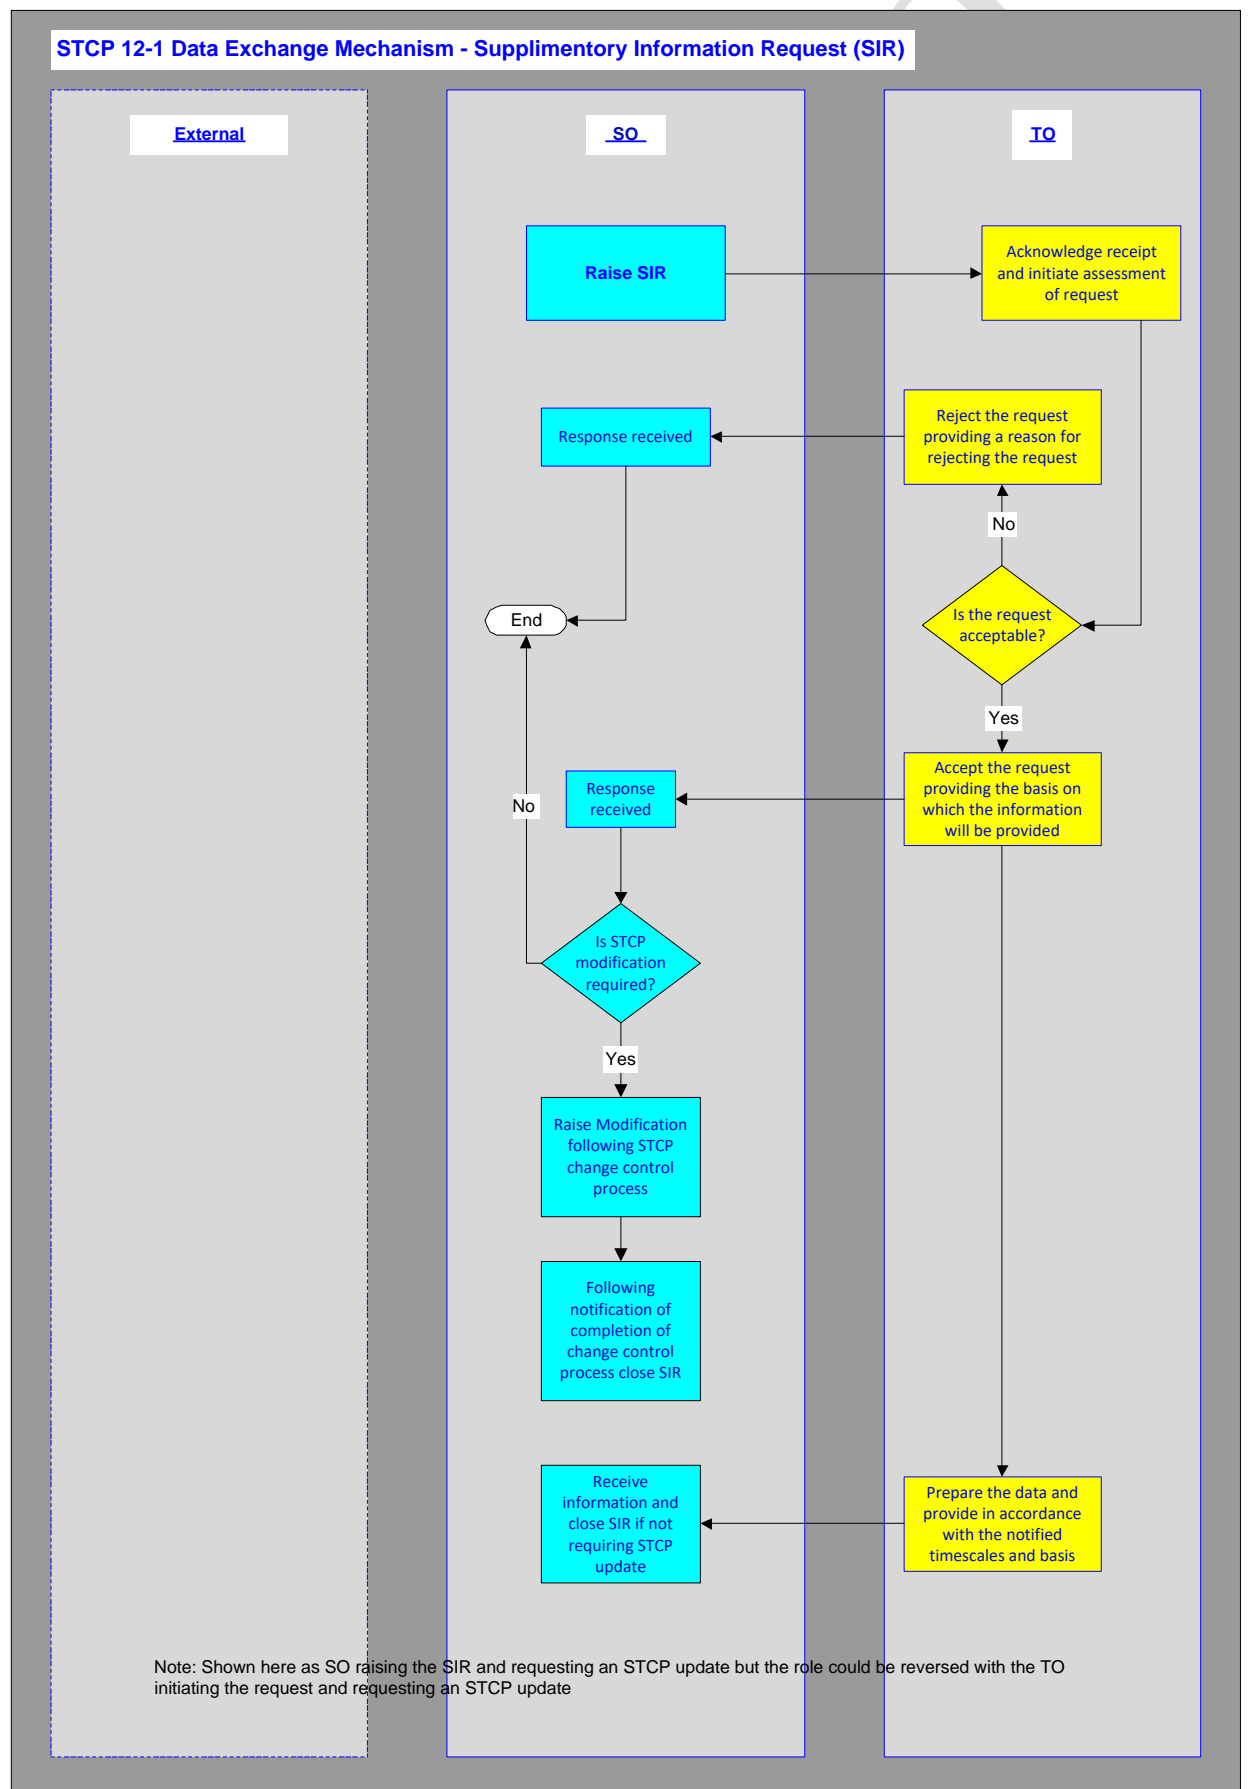 STCP 12-1 Data Exchange Mechanism - Supplimentory Information Request (SIR)
External
SO
TO
Raise SIR
Acknowledge receipt
and initiate assessment
of request
Response received
Reject the request
providing a reason for
rejecting the request
No
End
Is the request
acceptable?
Yes
Response
received
Accept the request
providing the basis on
which the information
will be provided
No
Is STCP
modification
required?
Yes
Raise Modification
following STCP
change control
process
Following
notification of
completion of
change control
process close SIR
Receive
information and
close SIR if not
requiring STCP
update
Prepare the data and
provide in accordance
with the notified
timescales and basis
Note: Shown here as SO raising the SIR and requesting an STCP update but the role could be reversed with the TO
initiating the request and requesting an STCP update